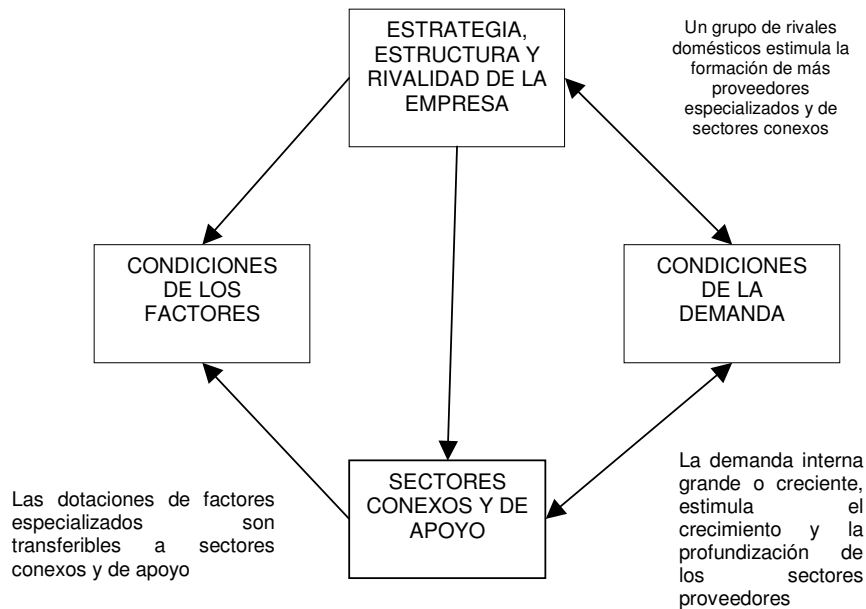 ESTRATEGIA,
ESTRUCTURA Y
RIVALIDAD DE LA
EMPRESA
Un grupo de rivales
domésticos estimula la
formación de más
proveedores
especializados y de
sectores conexos
CONDICIONES
DE LOS
FACTORES
CONDICIONES
DE LA
DEMANDA
SECTORES
CONEXOS Y DE
APOYO
Las dotaciones de factores
especializados son
transferibles a sectores
conexos y de apoyo
La demanda interna
grande o creciente,
estimula el
crecimiento y la
profundización de
los sectores
proveedores